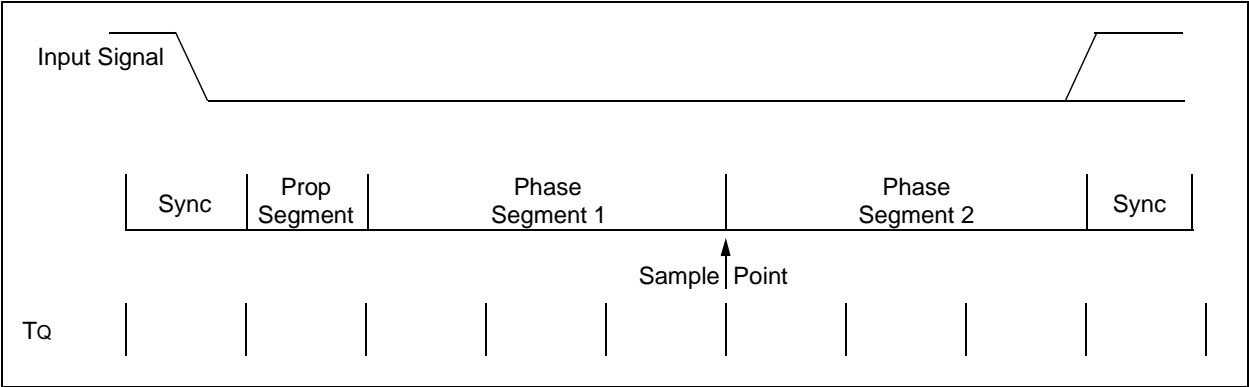 Input Signal
Sync
Prop
Segment
Phase
Segment 1
Phase
Segment 2
Sync
Sample Point
TQ